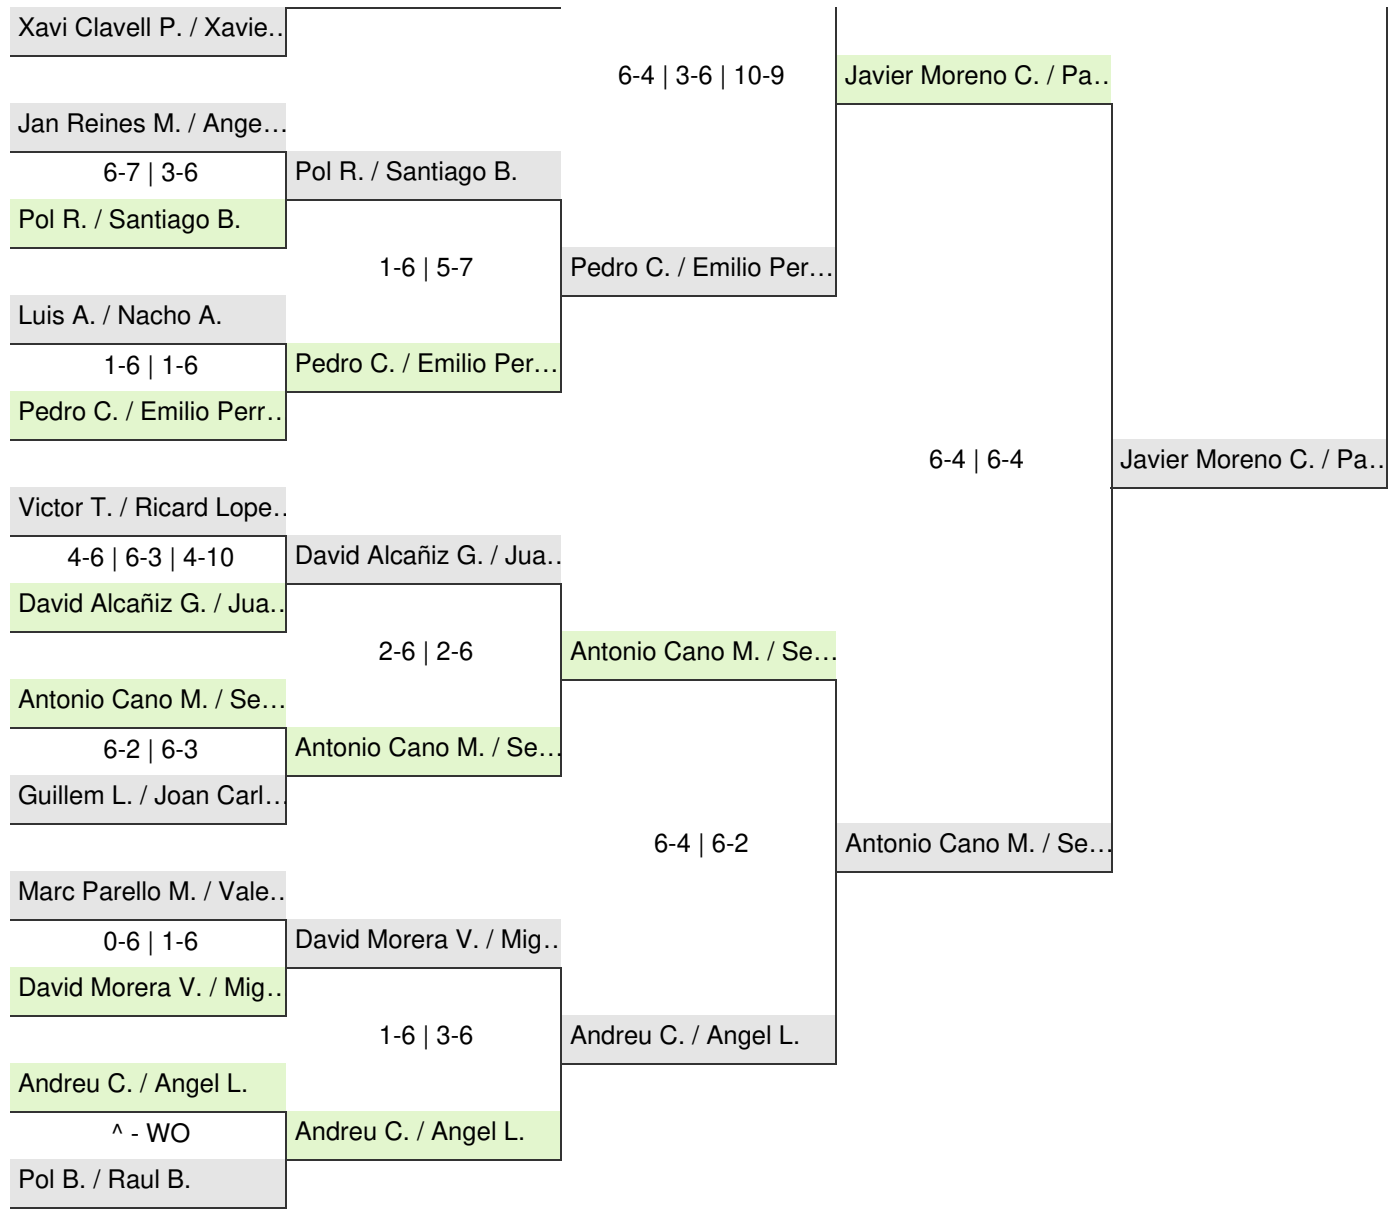 Xavi Clavell P. / Xavie..
6-4 | 3-6 | 10-9
Javier Moreno C. / Pa..
Jan Reines M. / Ange...
6-7 | 3-6
Pol R. / Santiago B.
Pol R. / Santiago B.
1-6 | 5-7
Pedro C. / Emilio Per...
Luis A. / Nacho A.
1-6 | 1-6
Pedro C. / Emilio Per...
Pedro C. / Emilio Perr..
6-4 | 6-4
Javier Moreno C. / Pa..
Victor T. / Ricard Lope..
4-6 | 6-3 | 4-10
David Alcañiz G. / Jua..
David Alcañiz G. / Jua..
2-6 | 2-6
Antonio Cano M. / Se...
Antonio Cano M. / Se...
6-2 | 6-3
Antonio Cano M. / Se...
Guillem L. / Joan Carl...
6-4 | 6-2
Antonio Cano M. / Se...
Marc Parello M. / Vale..
0-6 | 1-6
David Morera V. / Mig..
David Morera V. / Mig..
1-6 | 3-6
Andreu C. / Angel L.
Andreu C. / Angel L.
^ - WO
Andreu C. / Angel L.
Pol B. / Raul B.